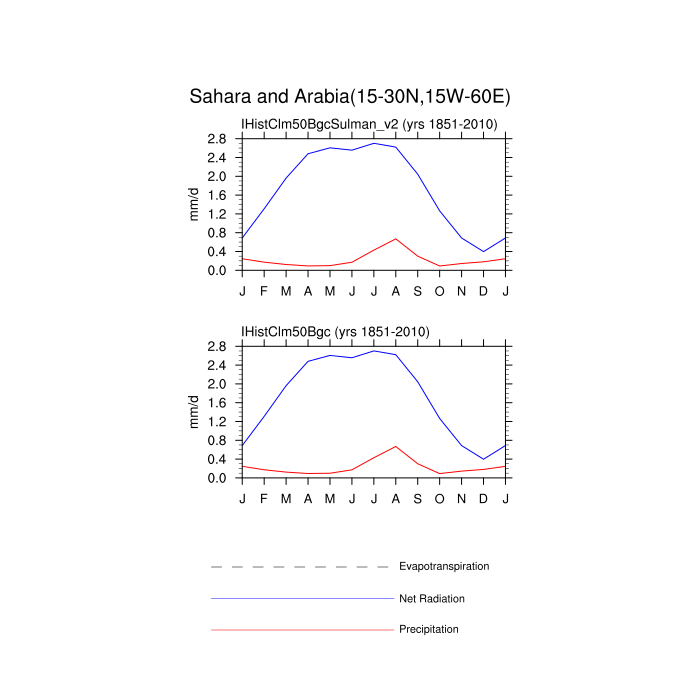 Sahara and Arabia(15-30N,15W-60E)
IHistClm50BgcSulman_v2 (yrs 1851-2010)
2.8
2.4
2.0
1.6
1.2
0.8
0.4
0.0
mm/d
J F M A M J J A S O N D J
IHistClm50Bgc (yrs 1851-2010)
2.8
2.4
2.0
1.6
1.2
0.8
0.4
0.0
mm/d
J F M A M J J A S O N D J
Evapotranspiration
Net Radiation
Precipitation